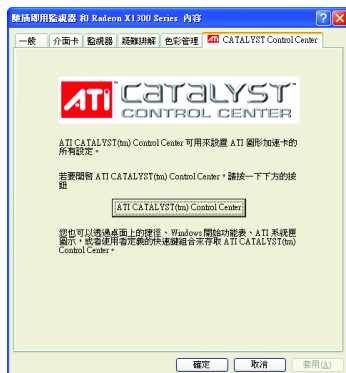 隨插即用監視器 和 Radeon X1300 Series 內容
一般 介面卡 監視器 疑難排解 色彩管理 ATI CATALYST Control Center
ATI CATALYST™
CONTROL CENTER
ATI CATALYST(tm) Control Center 可用來設置 ATI 圖形加速卡的
所有設定。
若要開啟 ATI CATALYST(tm) Control Center，請按一下下方的按
鈕
ATI CATALYST(tm) Control Center
您也可以透過桌面上的捷徑、Windows 開始功能表、ATI 系統匣
圖示，或者使用者定義的快速鍵組合來存取 ATI CATALYST(tm)
Control Center。
確定 取消 套用(A)